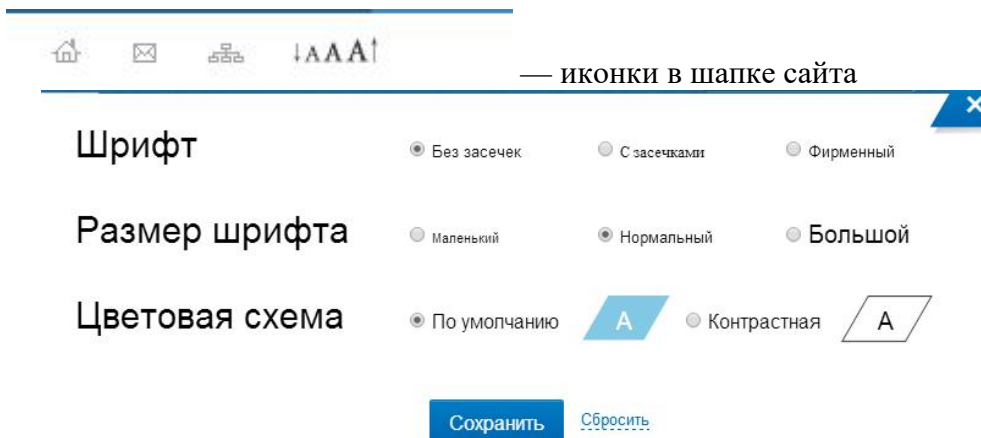 ↓AAA↑
— иконки в шапке сайта
Шрифт Без засечек С засечками Фирменный
Размер шрифта Маленький Нормальный Большой
Цветовая схема По умолчанию A Контрастная A
Сохранить Сбросить